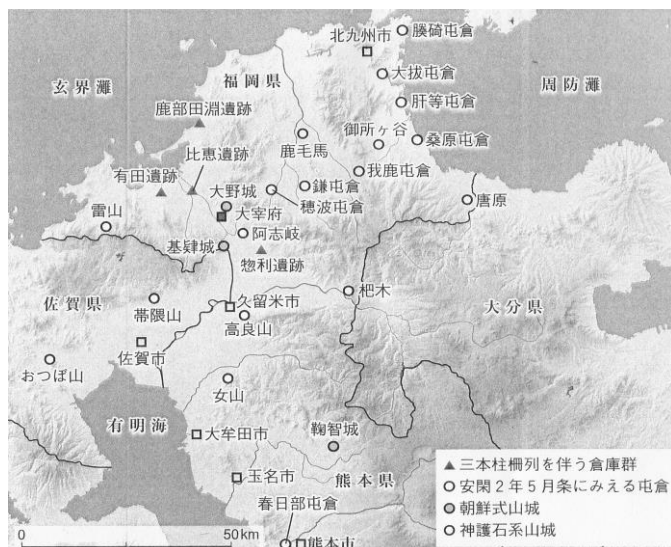 北九州市
腠碕屯倉
大抜屯倉
周防灘
玄界灘
福岡県
肝等屯倉
鹿部田淵遺跡
御所ヶ谷
桑原屯倉
鹿毛馬
比恵遺跡
我鹿屯倉
有田遺跡
鎌屯倉
大野城
穂波屯倉
唐原
雷山
大宰府
阿志岐
基肄城
惣利遺跡
佐賀県
杷木
大分県
帯隈山
久留米市
高良山
佐賀市
おつぼ山
女山
有明海
大牟田市
鞠智城
玉名市
熊本県
春日部屯倉
熊本市
0
50km
▲三本柱柵列を伴う倉庫群
○安閑2年5月条にみえる屯倉
○朝鮮式山城
○神護石系山城